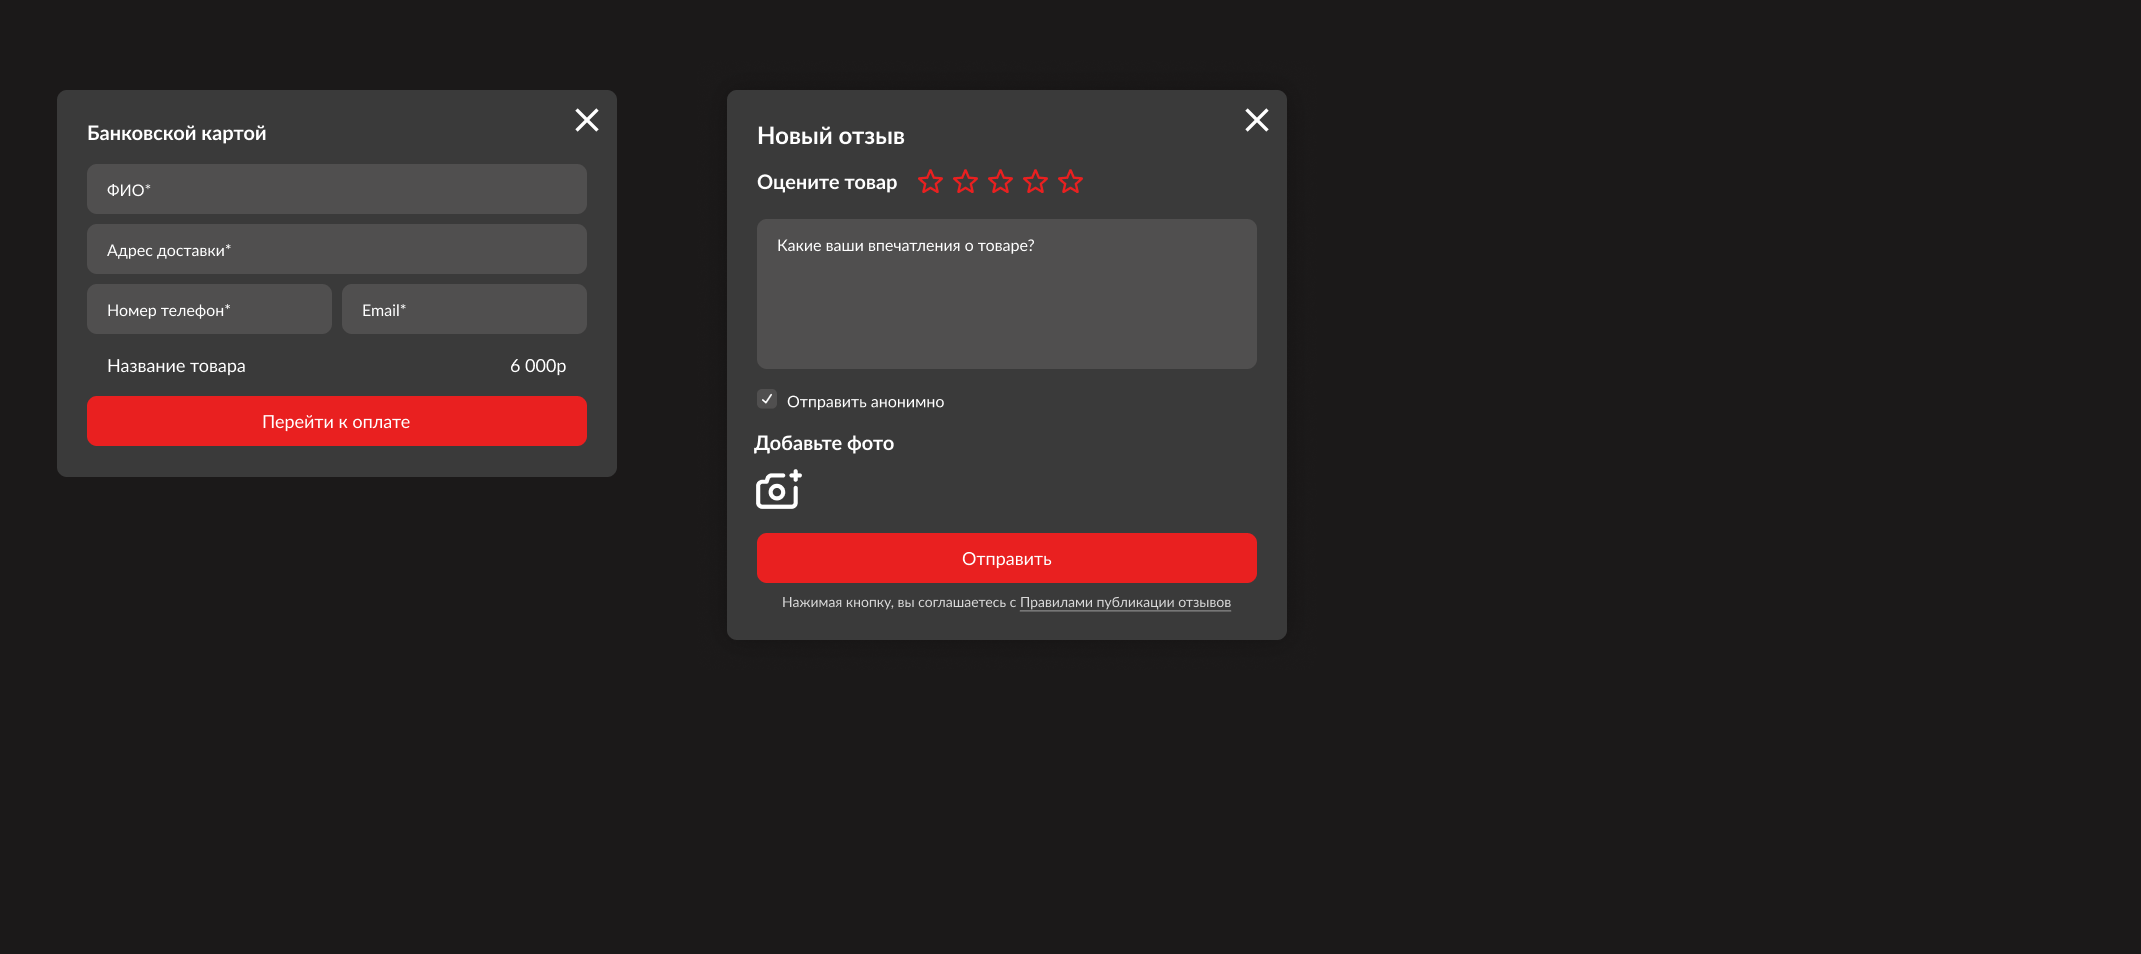 Банковской картой
ФИО*
Адрес доставки*
Номер телефон*
Email*
Название товара
6 000р
Перейти к оплате
Новый отзыв
Оцените товар
Какие ваши впечатления о товаре?
Отправить анонимно
Добавьте фото
Отправить
Нажимая кнопку, вы соглашаетесь с Правилами публикации отзывов